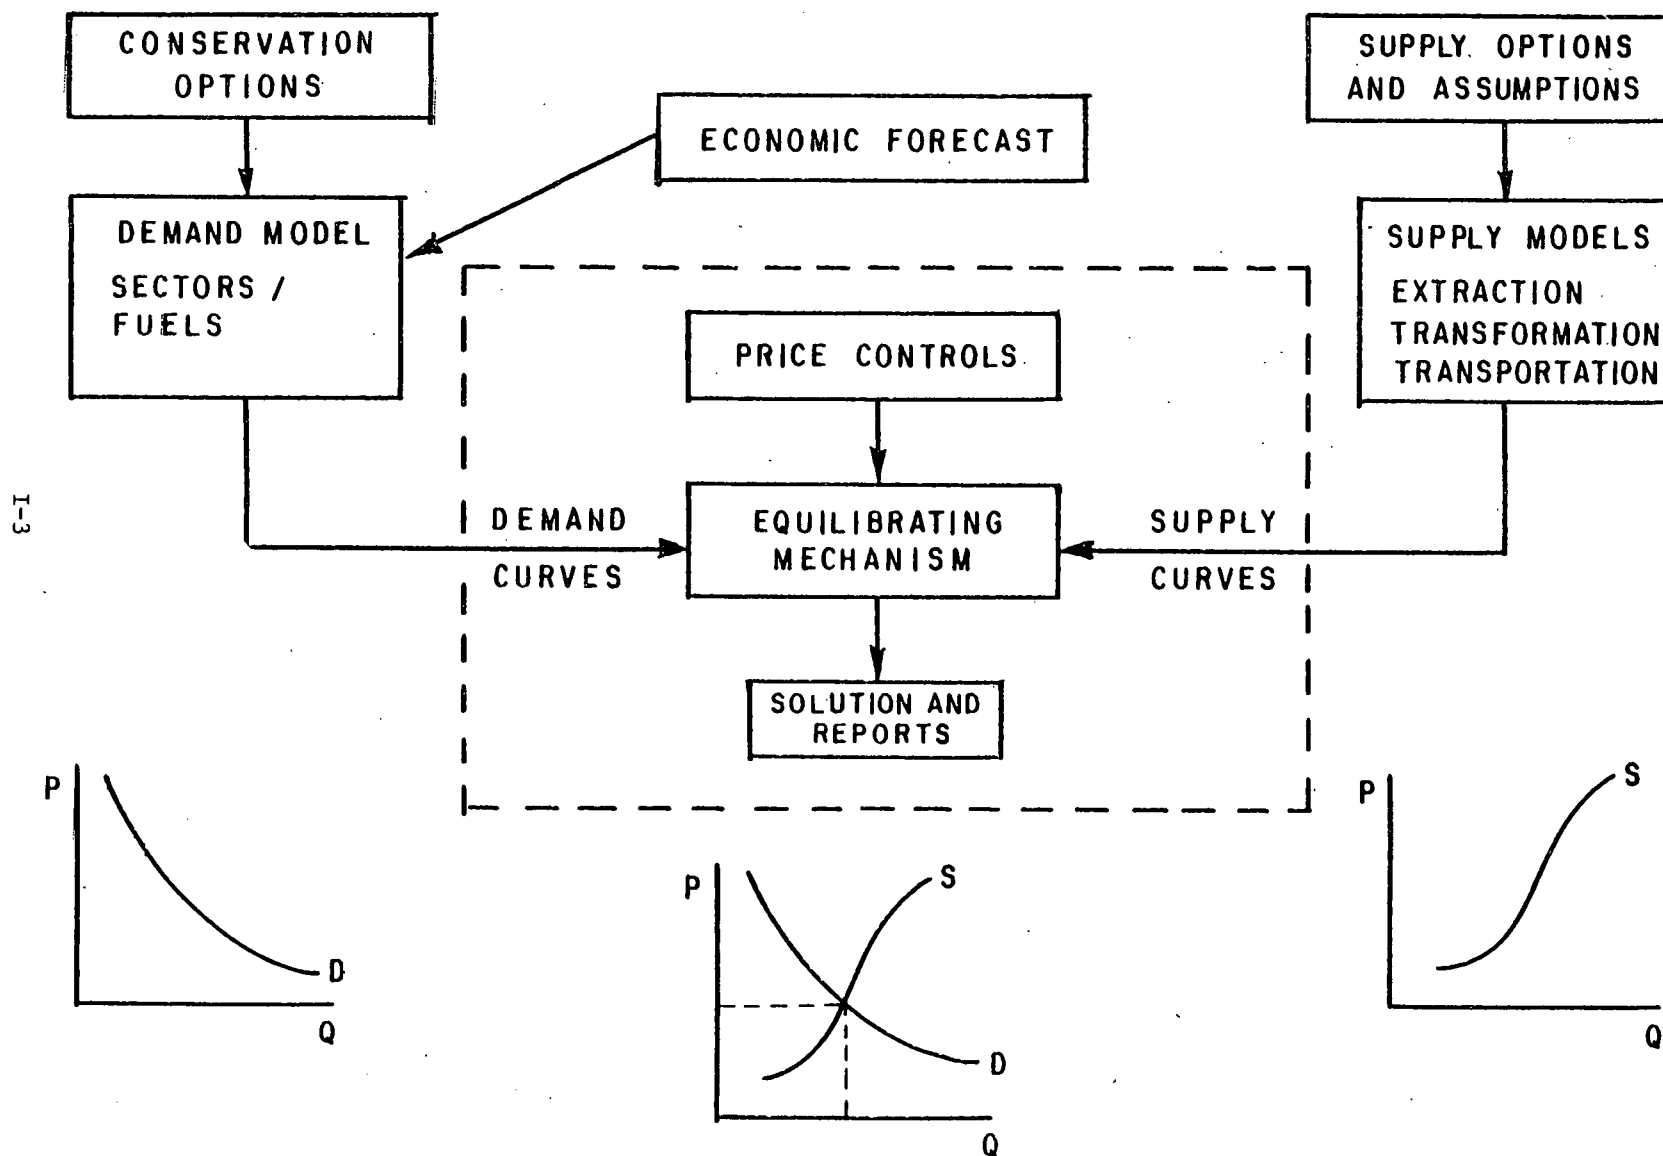 CONSERVATION
OPTIONS
SUPPLY OPTIONS
AND ASSUMPTIONS
ECONOMIC FORECAST
DEMAND MODEL
SECTORS /
FUELS
SUPPLY MODELS
EXTRACTION
TRANSFORMATION
TRANSPORTATION
PRICE CONTROLS
DEMAND
CURVES
EQUILIBRATING
MECHANISM
SUPPLY
CURVES
SOLUTION AND
REPORTS
I-3
P
D
Q
P
S
D
Q
P
S
Q